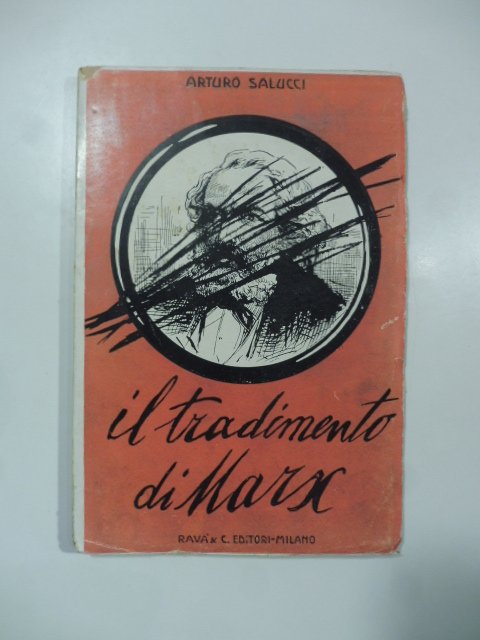 ARTURO SALUCCI
il tradimento
di Marx
RAVÀ & C. EDITORI-MILANO